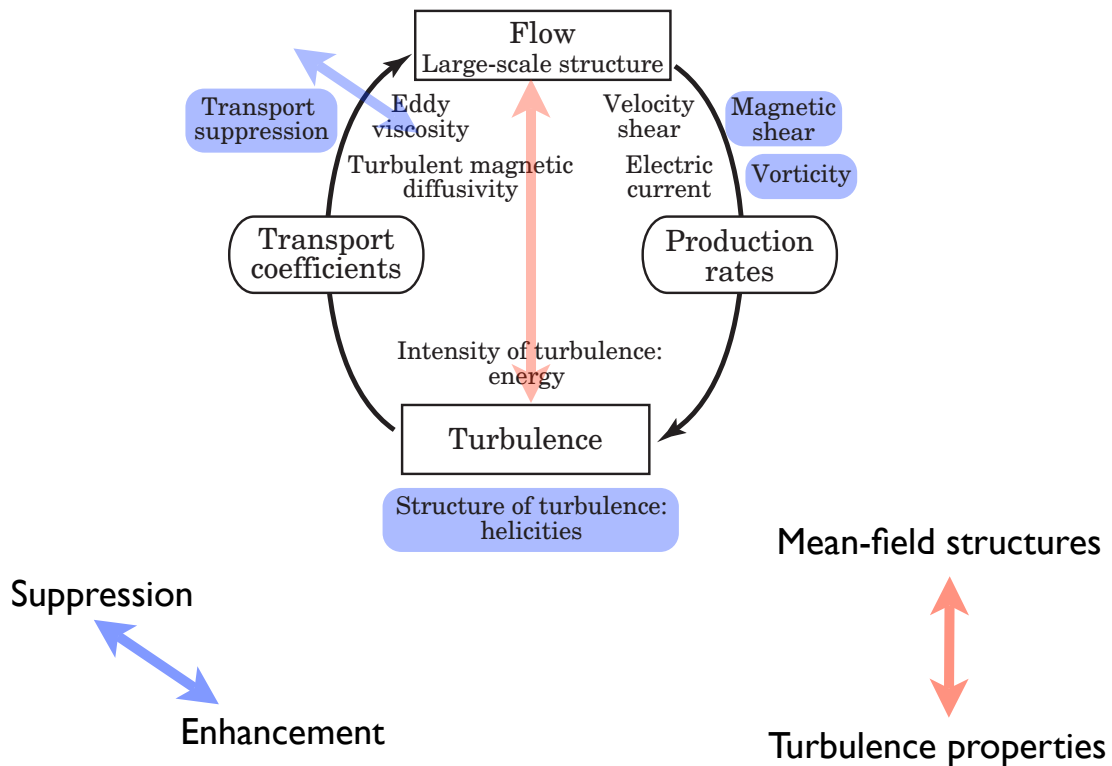 Flow
Large-scale structure
Transport
suppression
Eddy
viscosity
Velocity
shear
Magnetic
shear
Turbulent magnetic
diffusivity
Electric
current
Vorticity
Transport
coefficients
Production
rates
Intensity of turbulence:
energy
Turbulence
Structure of turbulence:
helicities
Mean-field structures
Suppression
Enhancement
Turbulence properties